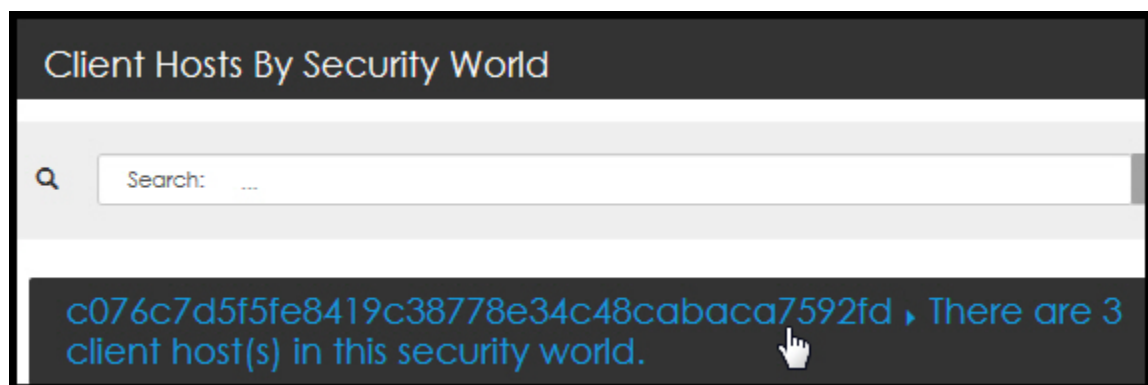 Client Hosts By Security World
Search: ...
c076c7d5f5fe8419c38778e34c48cabaca7592fd ▸ There are 3
client host(s) in this security world.